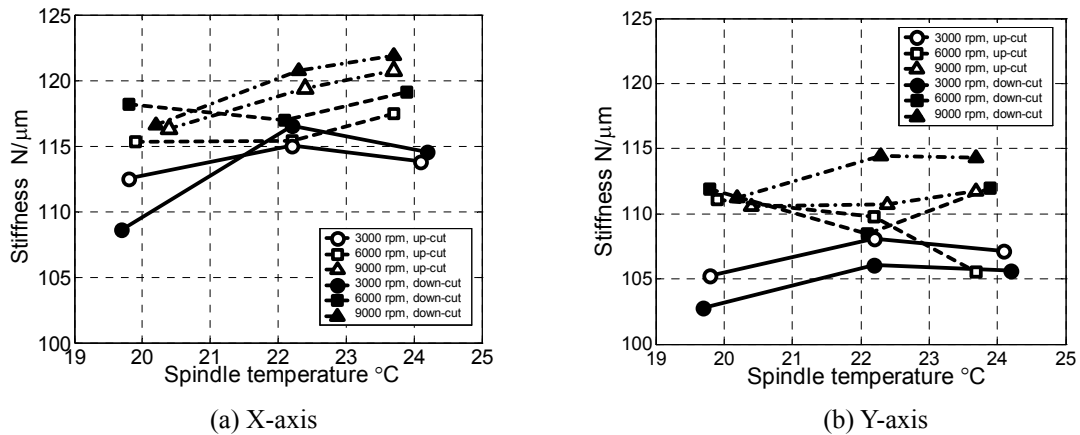 125
120
115
110
105
100
Stiffness N/μm
19 20 21 22 23 24 25
Spindle temperature °C
3000 rpm, up-cut
6000 rpm, up-cut
9000 rpm, up-cut
3000 rpm, down-cut
6000 rpm, down-cut
9000 rpm, down-cut
(a) X-axis
125
120
115
110
105
100
Stiffness N/μm
19 20 21 22 23 24 25
Spindle temperature °C
3000 rpm, up-cut
6000 rpm, up-cut
9000 rpm, up-cut
3000 rpm, down-cut
6000 rpm, down-cut
9000 rpm, down-cut
(b) Y-axis